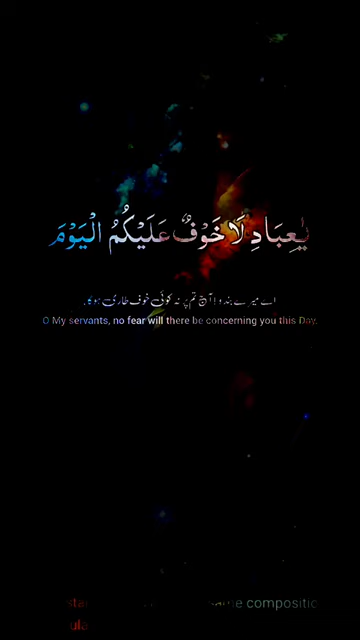 يٰعِبَادِ لَا خَوْفٌ عَلَيْكُمُ الْيَوْمَ
اے میرے بندو! آج تم پر نہ کوئی خوف طاری ہوگا،
O My servants, no fear will there be concerning you this Day.